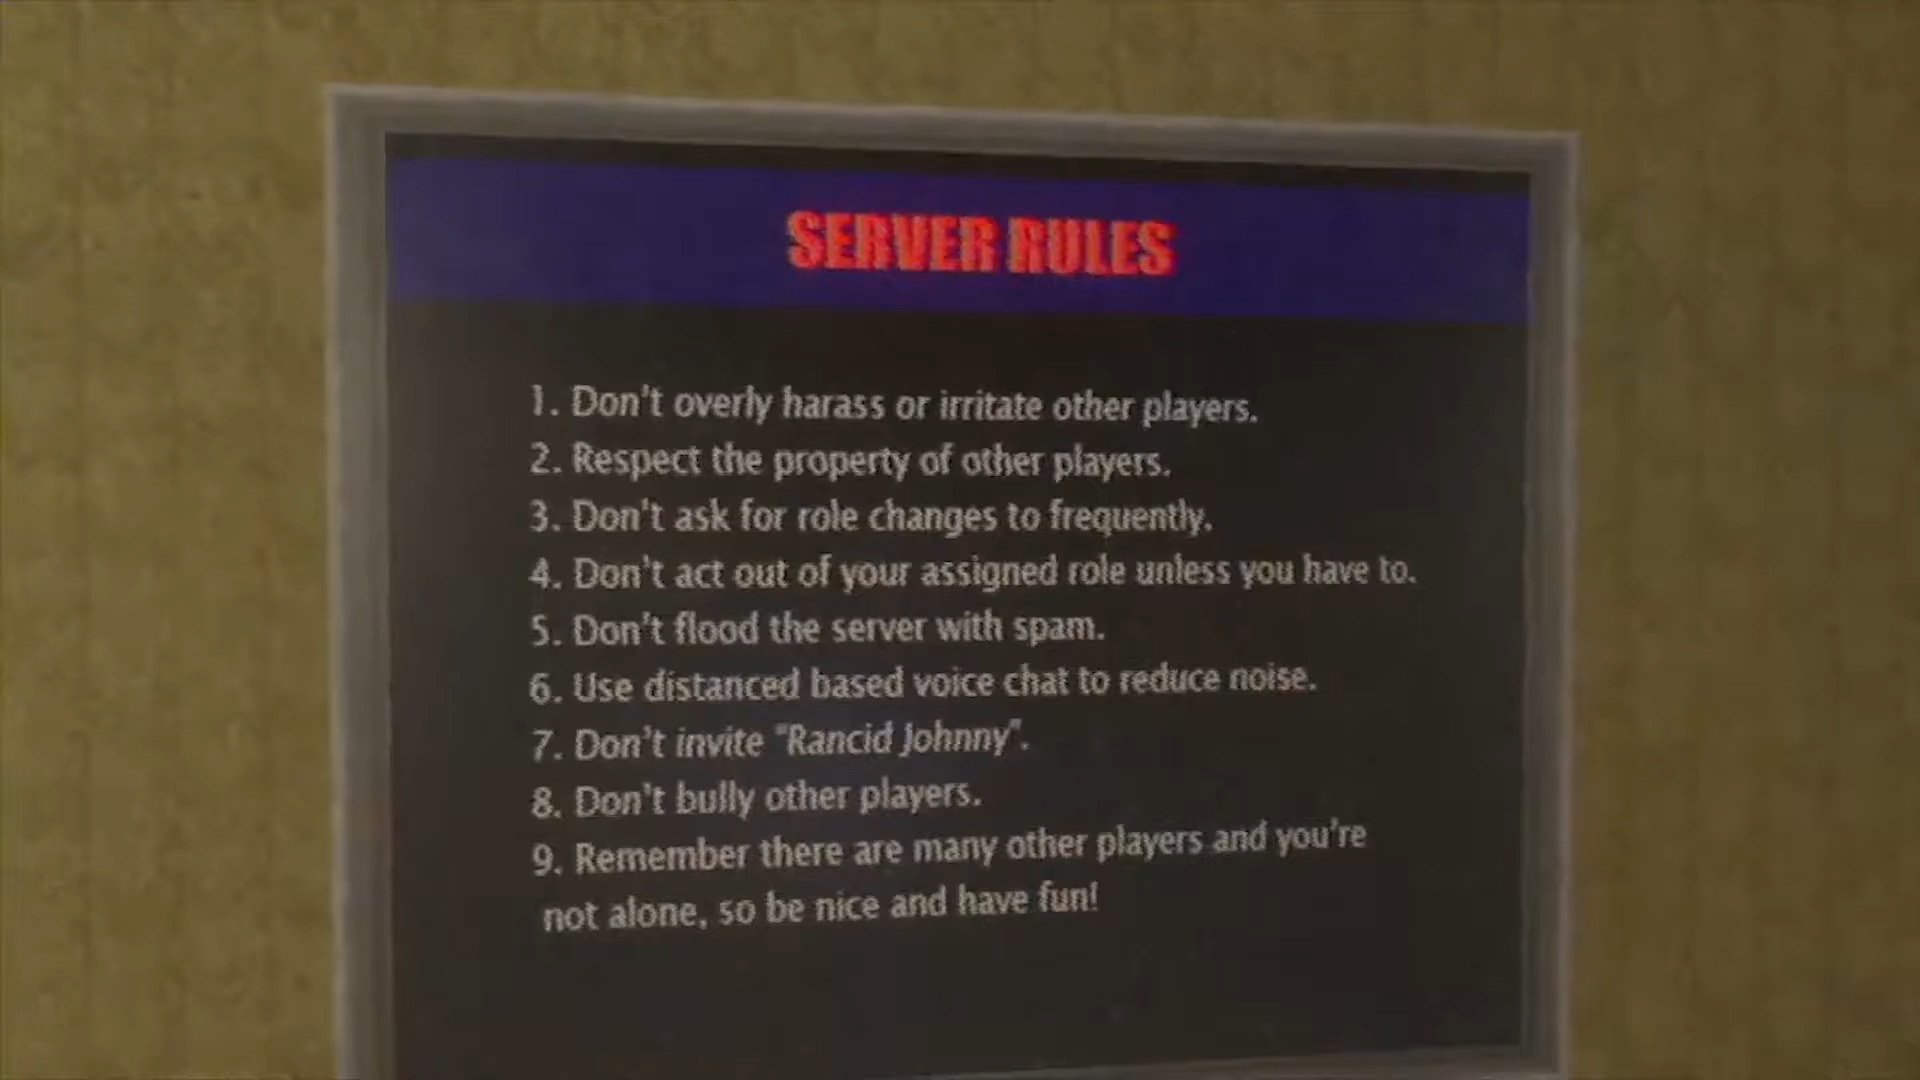 SERVER RULES
1. Don't overly harass or irritate other players.
2. Respect the property of other players.
3. Don't ask for role changes to frequently.
4. Don't act out of your assigned role unless you have to.
5. Don't flood the server with spam.
6. Use distanced based voice chat to reduce noise.
7. Don't invite "Rancid Johnny".
8. Don't bully other players.
9. Remember there are many other players and you're
not alone, so be nice and have fun!